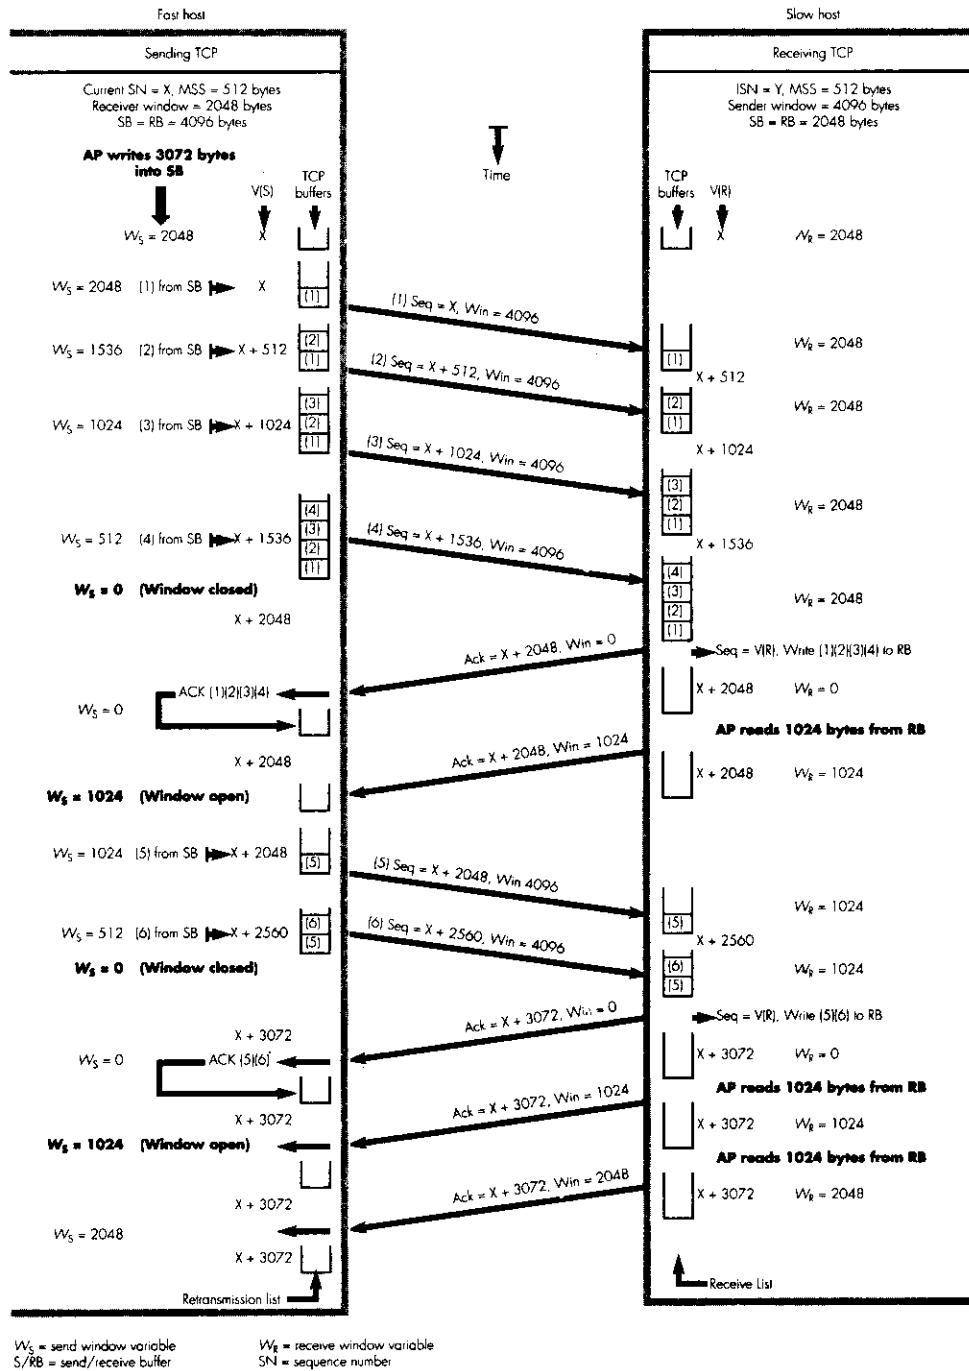 Fast host
Slow host
Sending TCP
Receiving TCP
Current SN = X, MSS = 512 bytes
Receiver window = 2048 bytes
SB = RB = 4096 bytes
ISN = Y, MSS = 512 bytes
Sender window = 4096 bytes
SB = RB = 2048 bytes
AP writes 3072 bytes
into SB
Time
V(S)
TCP
buffers
TCP
buffers
V(R)
W_S = 2048
X
X
W_R = 2048
W_S = 2048 (1) from SB X
(1)
(1) Seq = X, Win = 4096
W_R = 2048
(1)
X + 512
W_S = 1536 (2) from SB X + 512
(2)
(1)
(2) Seq = X + 512, Win = 4096
(2)
(1)
W_R = 2048
X + 1024
W_S = 1024 (3) from SB X + 1024
(3)
(2)
(1)
(3) Seq = X + 1024, Win = 4096
(3)
(2)
(1)
W_R = 2048
X + 1536
W_S = 512 (4) from SB X + 1536
(4)
(3)
(2)
(1)
(4) Seq = X + 1536, Win = 4096
(4)
(3)
(2)
(1)
W_R = 2048
W_S = 0 (Window closed)
X + 2048
Ack = X + 2048, Win = 0
Seq = V(R), Write (1)(2)(3)(4) to RB
X + 2048 W_R = 0
ACK (1)(2)(3)(4)
W_S = 0
AP reads 1024 bytes from RB
X + 2048
Ack = X + 2048, Win = 1024
X + 2048 W_R = 1024
W_S = 1024 (Window open)
W_S = 1024 (5) from SB X + 2048
(5)
(5) Seq = X + 2048, Win 4096
W_R = 1024
(5)
X + 2560
W_S = 512 (6) from SB X + 2560
(6)
(5)
(6) Seq = X + 2560, Win = 4096
(6)
(5)
W_R = 1024
W_S = 0 (Window closed)
Ack = X + 3072, Win = 0
Seq = V(R), Write (5)(6) to RB
X + 3072
X + 3072 W_R = 0
W_S = 0
ACK (5)(6)
AP reads 1024 bytes from RB
X + 3072
Ack = X + 3072, Win = 1024
X + 3072 W_R = 1024
W_S = 1024 (Window open)
AP reads 1024 bytes from RB
X + 3072
Ack = X + 3072, Win = 2048
X + 3072 W_R = 2048
W_S = 2048
X + 3072
Retransmission list
Receive List
W_S = send window variable
W_R = receive window variable
S/RB = send/receive buffer
SN = sequence number